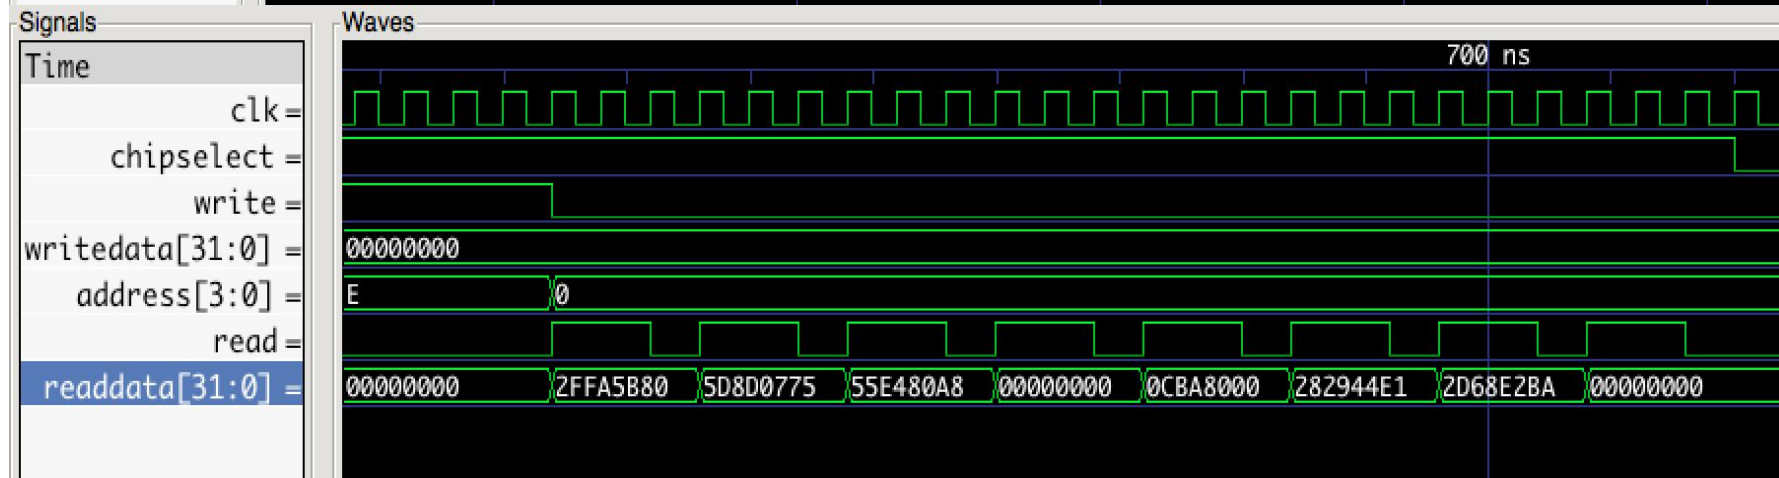 Signals
Waves
Time
700 ns
clk =
chipselect =
write =
writedata[31:0] = 00000000
address[3:0] = E 0
read =
readdata[31:0] = 00000000 2FFA5B80 5D8D0775 55E480A8 00000000 0CBA8000 282944E1 2D68E2BA 00000000